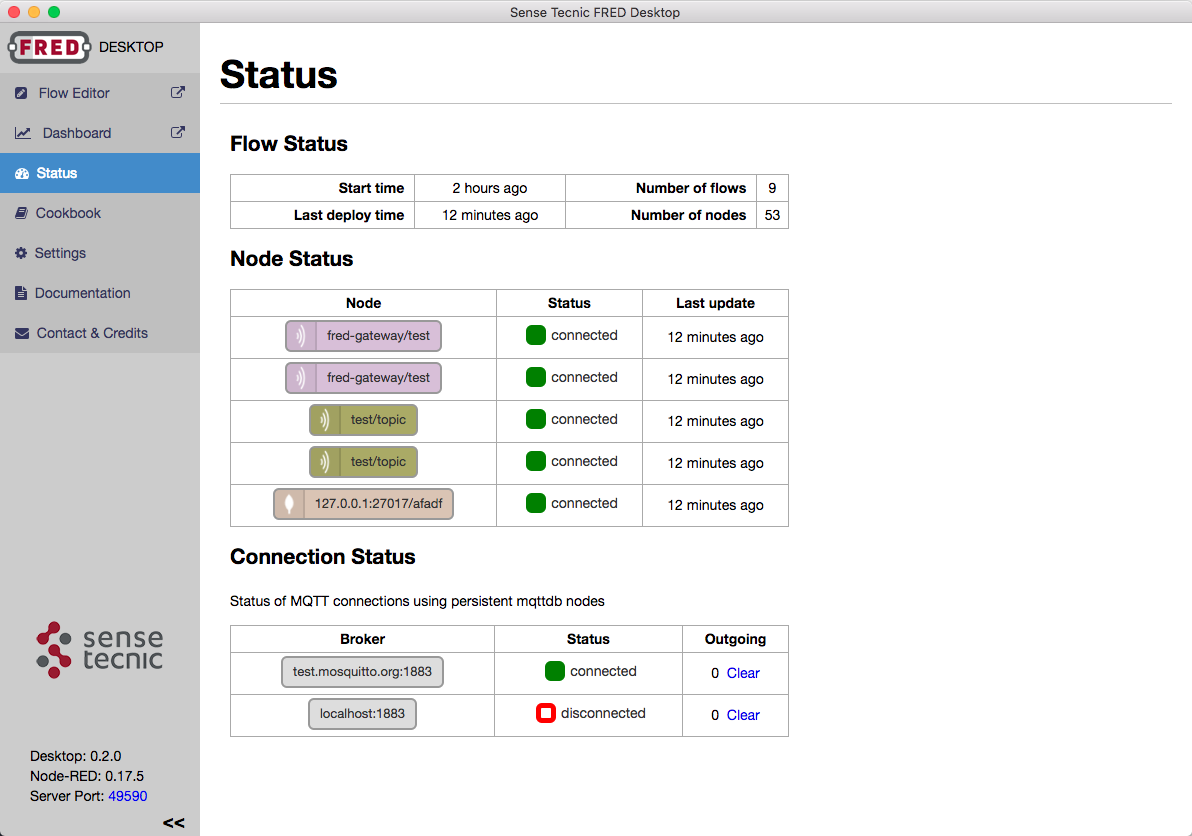 Sense Tecnic FRED Desktop
FRED DESKTOP
Flow Editor
Dashboard
Status
Cookbook
Settings
Documentation
Contact & Credits
sense
tecnic
Desktop: 0.2.0
Node-RED: 0.17.5
Server Port: 49590
<<
Status
Flow Status
Start time 2 hours ago Number of flows 9
Last deploy time 12 minutes ago Number of nodes 53
Node Status
Node Status Last update
fred-gateway/test connected 12 minutes ago
fred-gateway/test connected 12 minutes ago
test/topic connected 12 minutes ago
test/topic connected 12 minutes ago
127.0.0.1:27017/afadf connected 12 minutes ago
Connection Status
Status of MQTT connections using persistent mqttdb nodes
Broker Status Outgoing
test.mosquitto.org:1883 connected 0 Clear
localhost:1883 disconnected 0 Clear